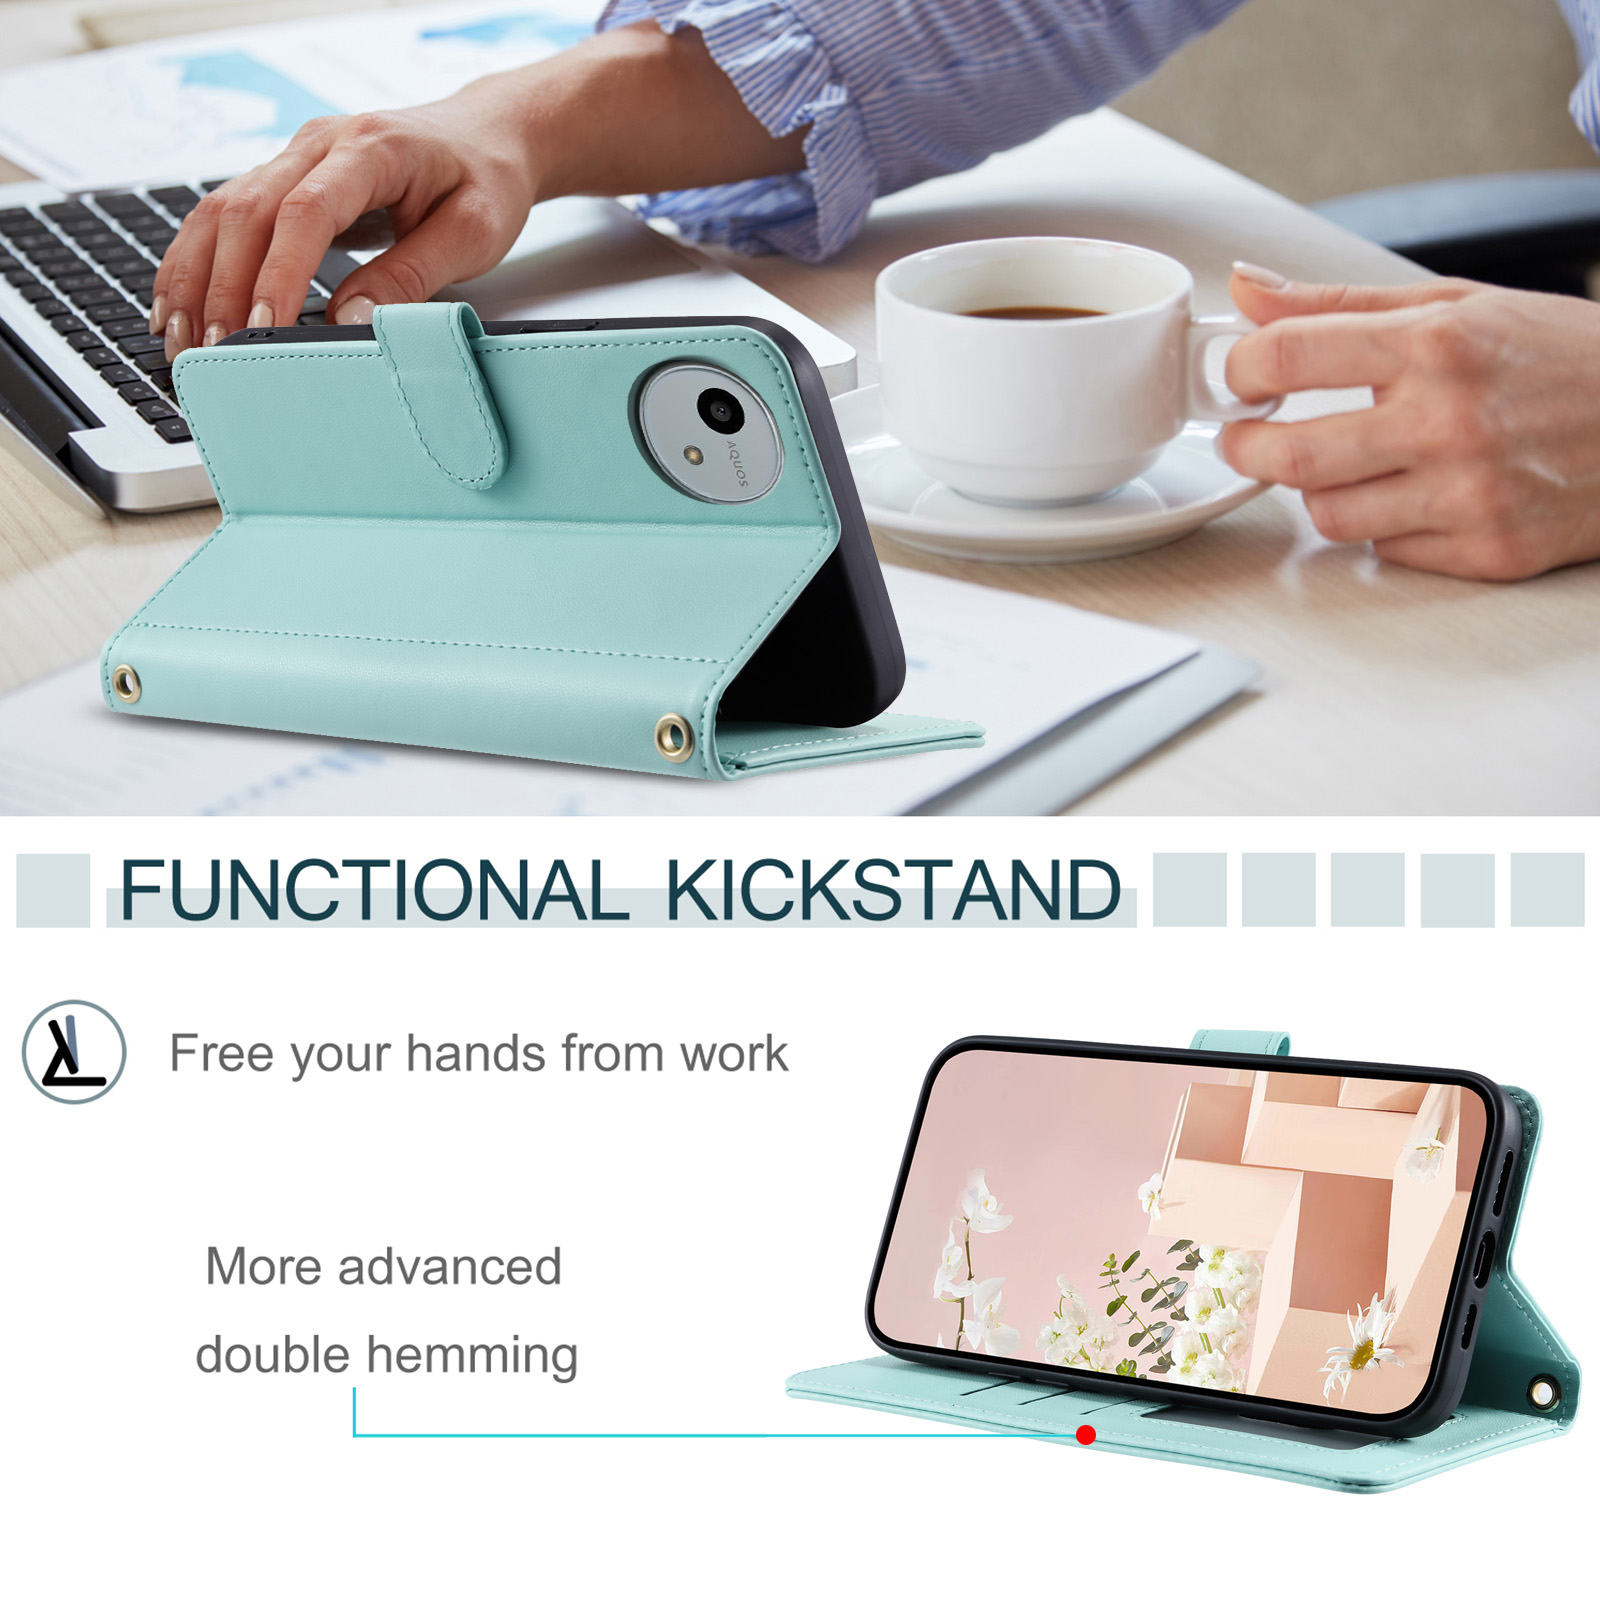 AQUOS
FUNCTIONAL KICKSTAND
Free your hands from work
More advanced
double hemming